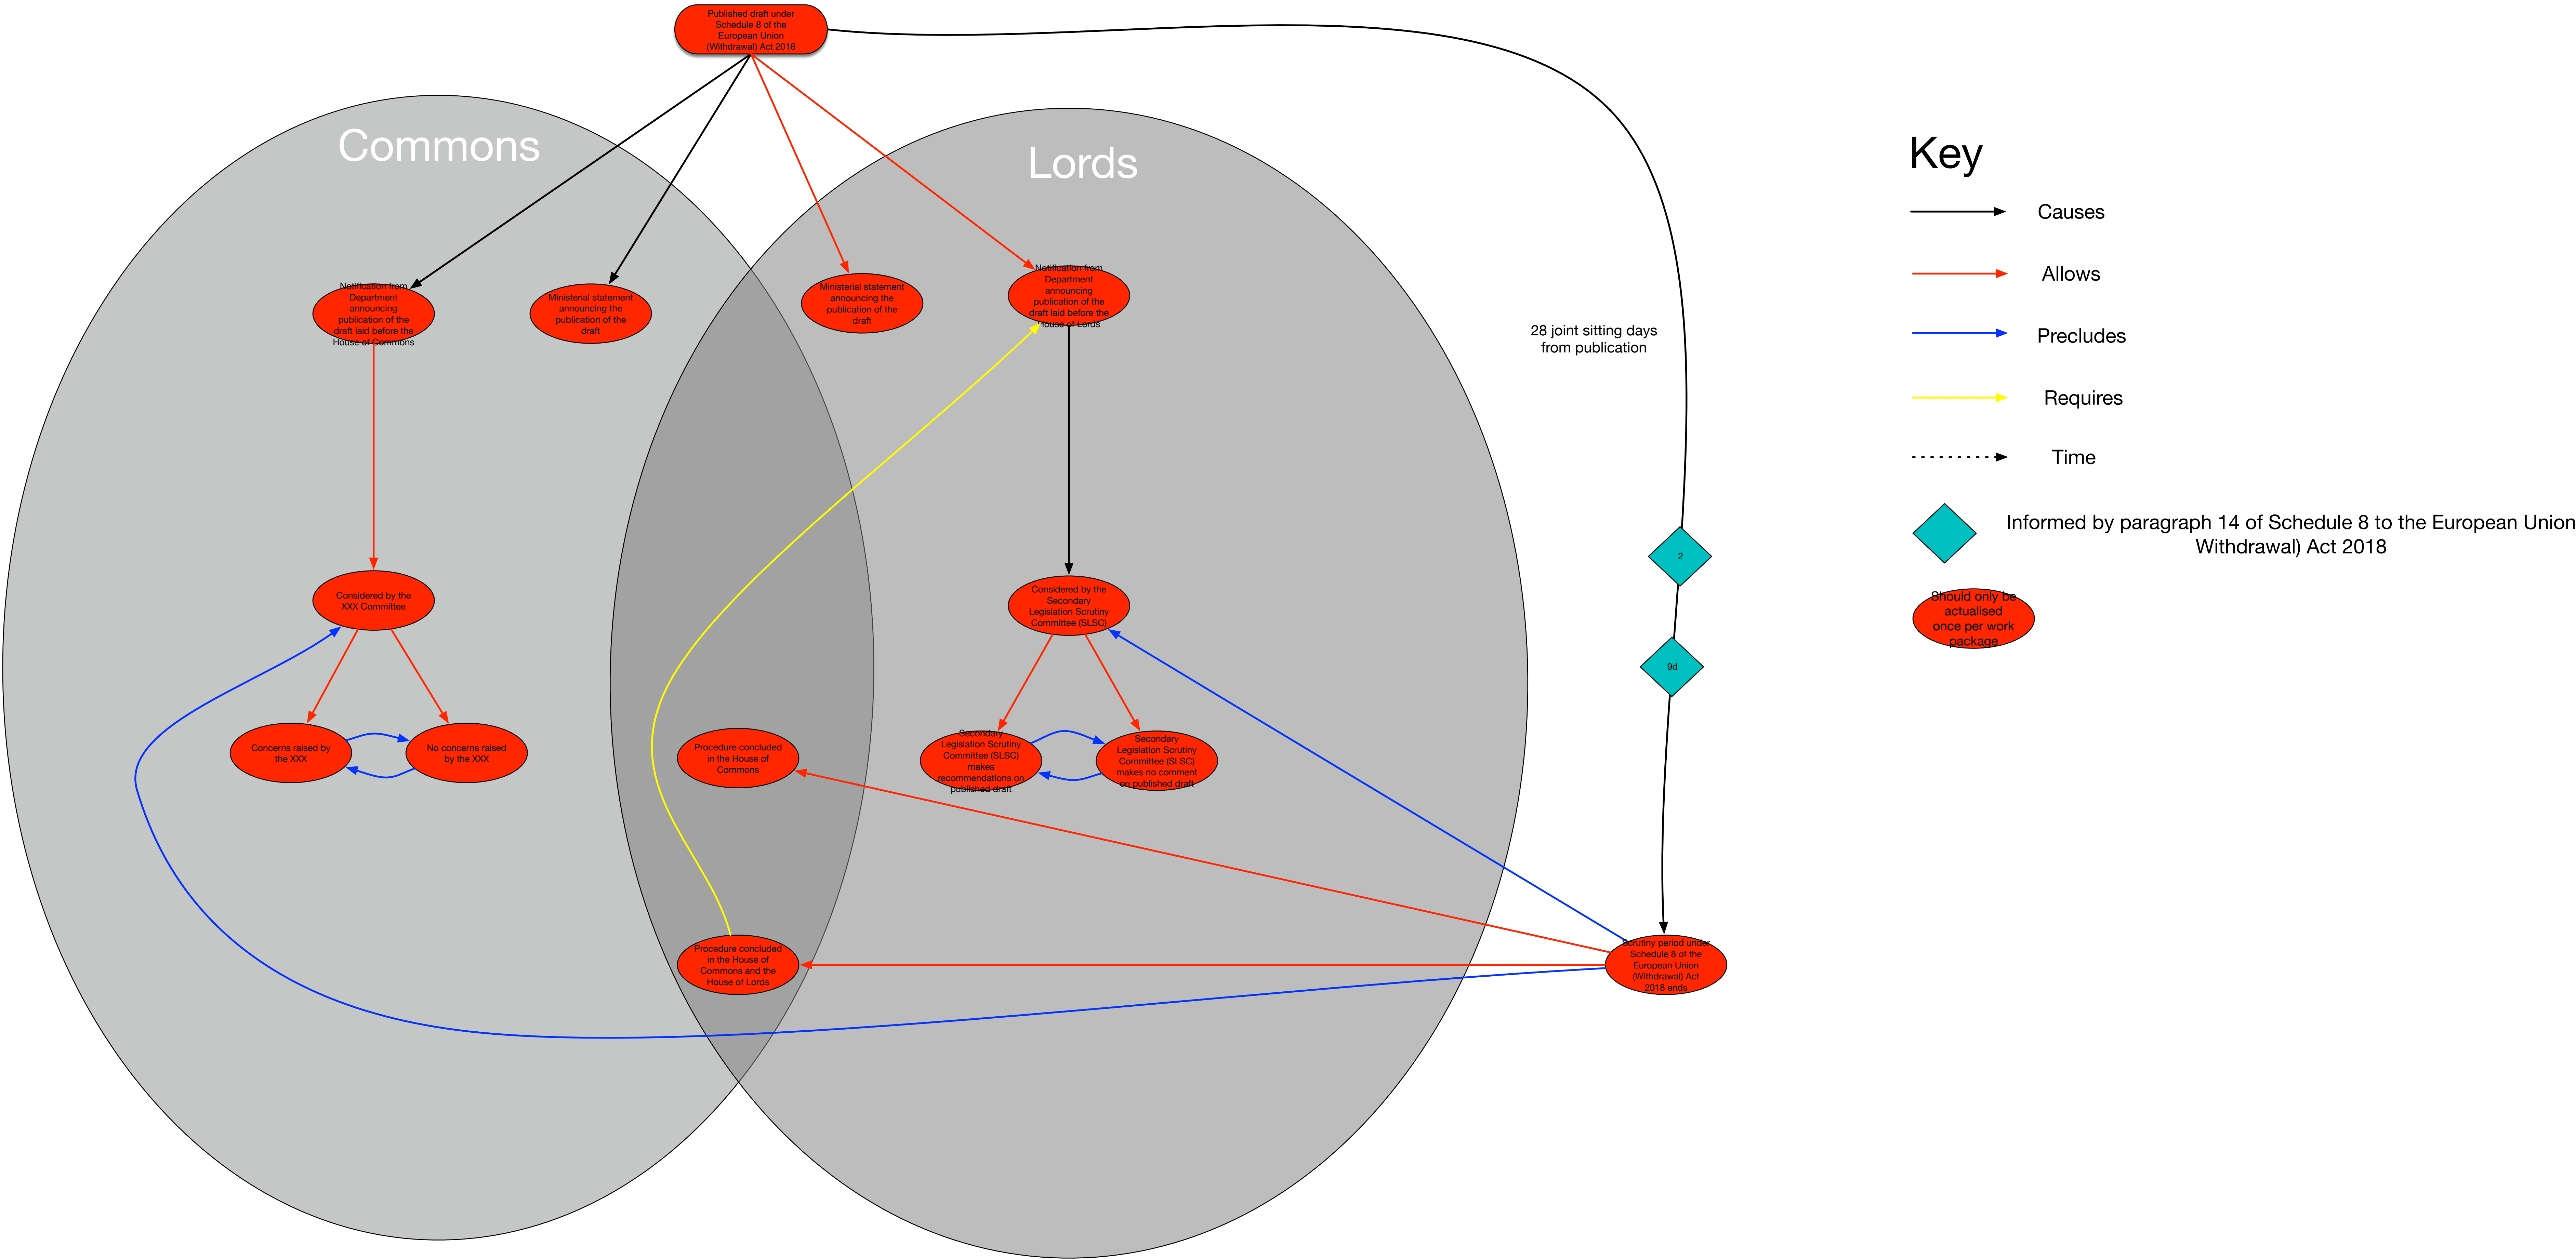 Published draft under
Schedule 8 of the
European Union
(Withdrawal) Act 2018
Commons
Lords
Key
Causes
Allows
Precludes
Requires
Time
Informed by paragraph 14 of Schedule 8 to the European Union
Withdrawal) Act 2018
Should only be
actualised
once per work
package
Notification from
Department
announcing
publication of the
draft laid before the
House of Commons
Ministerial statement
announcing the
publication of the
draft
Ministerial statement
announcing the
publication of the
draft
Notification from
Department
announcing
publication of the
draft laid before the
House of Lords
28 joint sitting days
from publication
2
9d
Considered by the
XXX Committee
Considered by the
Secondary
Legislation Scrutiny
Committee (SLSC)
Concerns raised by
the XXX
No concerns raised
by the XXX
Procedure concluded
in the House of
Commons
Secondary
Legislation Scrutiny
Committee (SLSC)
makes
recommendations on
published draft
Secondary
Legislation Scrutiny
Committee (SLSC)
makes no comment
on published draft
Procedure concluded
in the House of
Commons and the
House of Lords
Scrutiny period under
Schedule 8 of the
European Union
(Withdrawal) Act
2018 ends